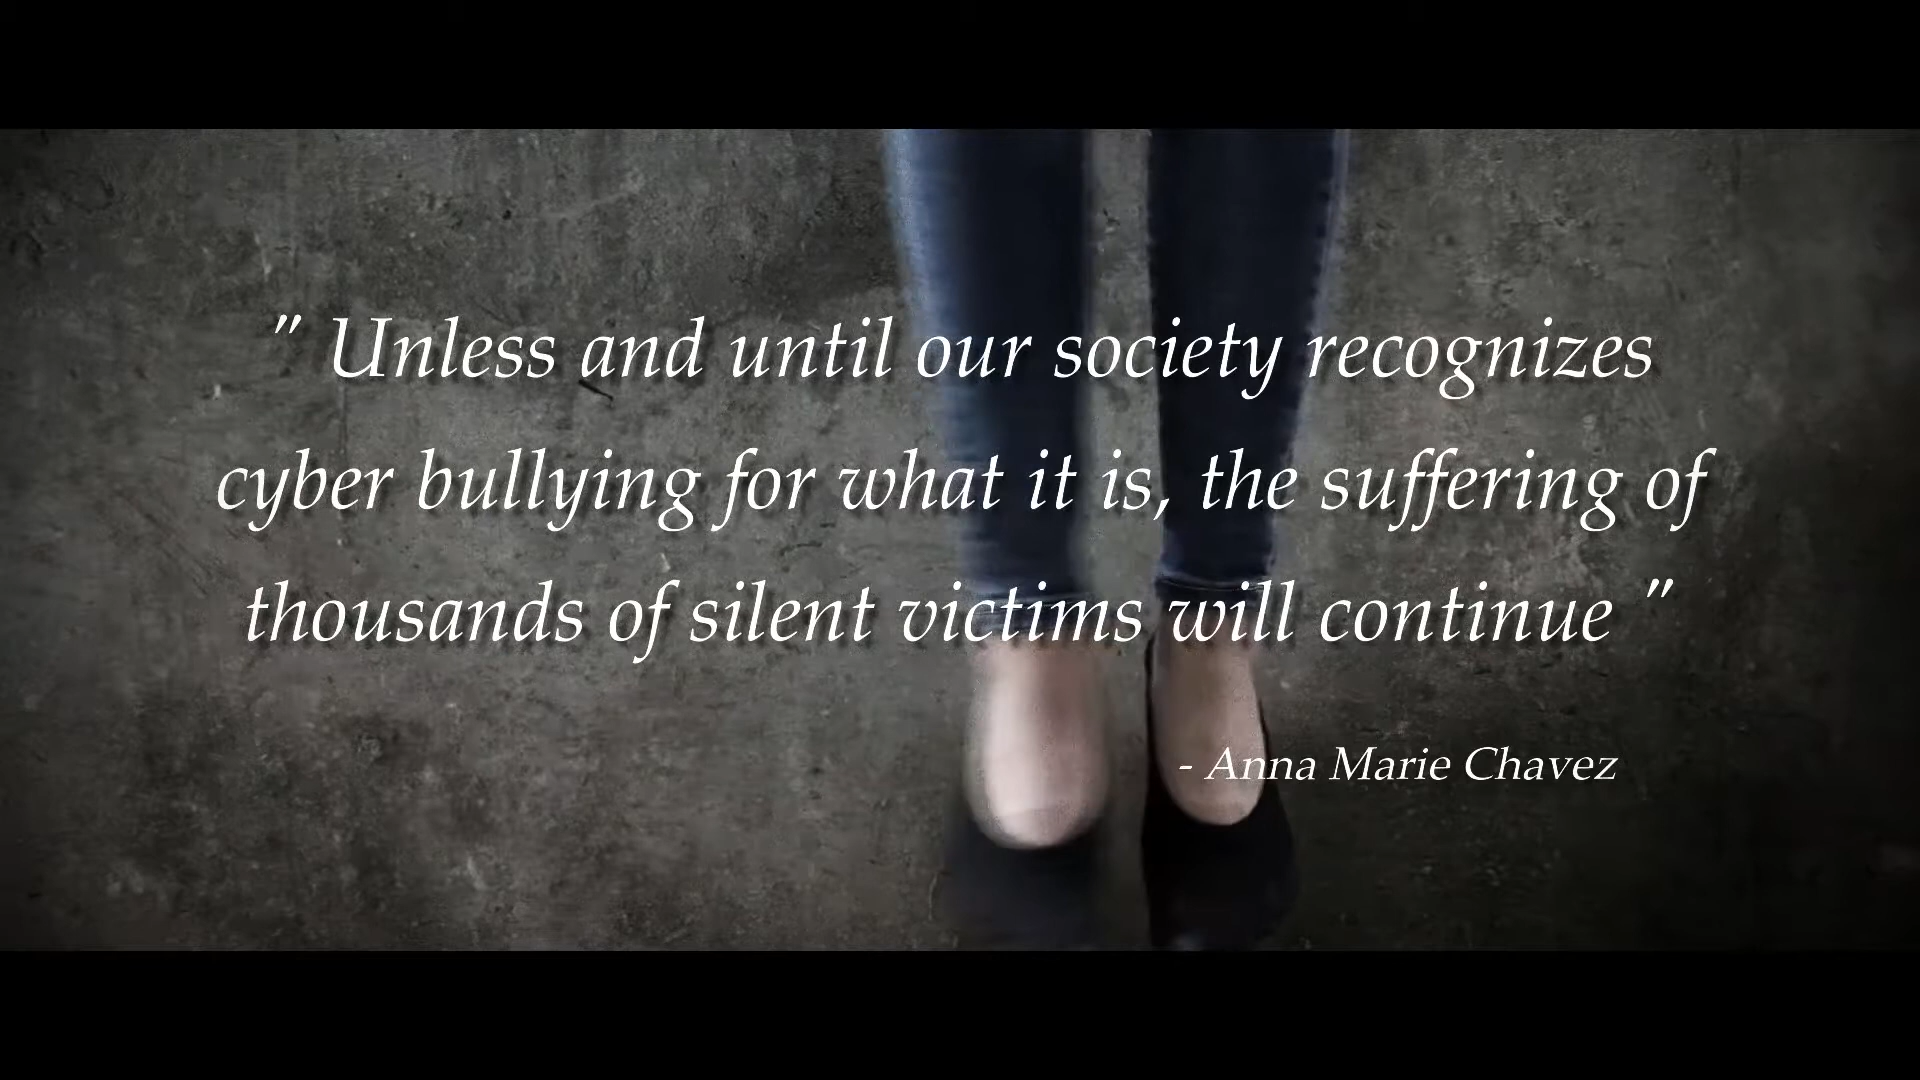 " Unless and until our society recognizes
cyber bullying for what it is, the suffering of
thousands of silent victims will continue "
- Anna Marie Chavez